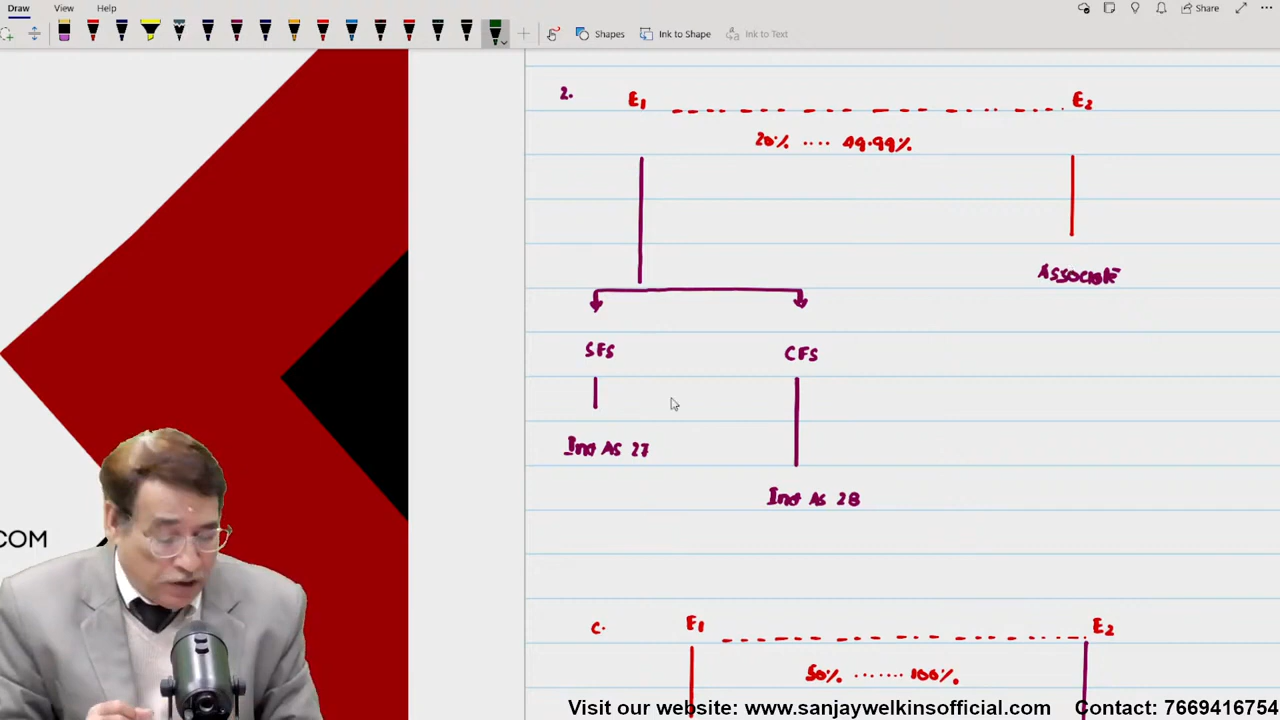 Draw View Help Share
Shapes Ink to Shape Ink to Text
2. E1 E2
20% .... 49.99%
Associate
SFS CFS
Ind As 27
Ind As 28
COM
C. E1 E2
50% ....... 100%
Visit our website: www.sanjaywelkinsofficial.com Contact: 7669416754